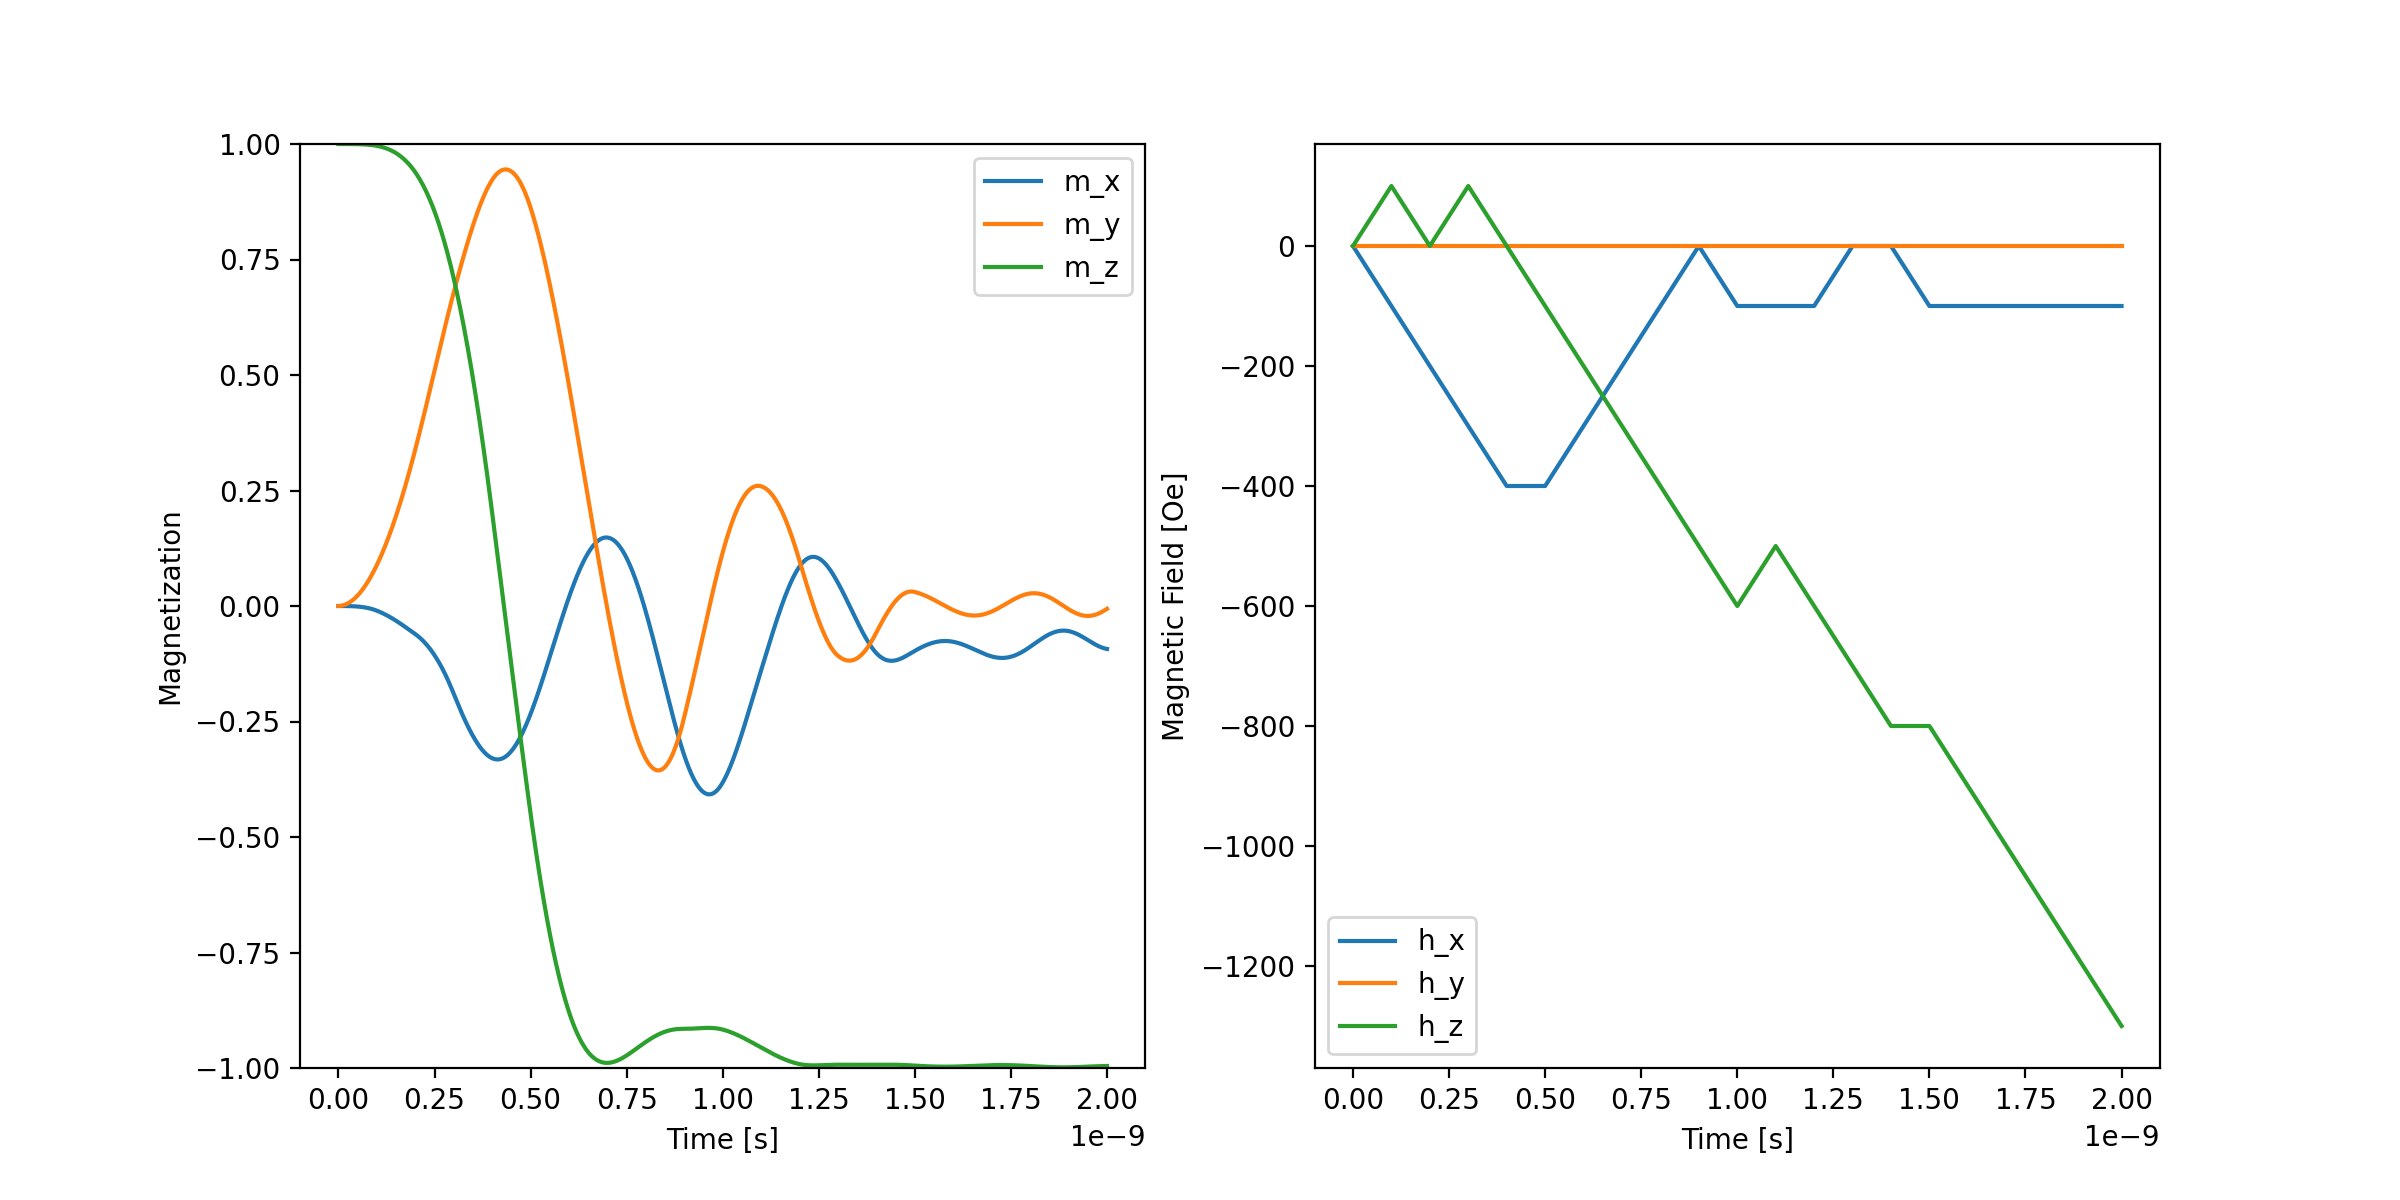 Magnetization
1.00
0.75
0.50
0.25
0.00
−0.25
−0.50
−0.75
−1.00
m_x
m_y
m_z
0.00 0.25 0.50 0.75 1.00 1.25 1.50 1.75 2.00
1e−9
Time [s]
Magnetic Field [Oe]
0
−200
−400
−600
−800
−1000
−1200
h_x
h_y
h_z
0.00 0.25 0.50 0.75 1.00 1.25 1.50 1.75 2.00
1e−9
Time [s]